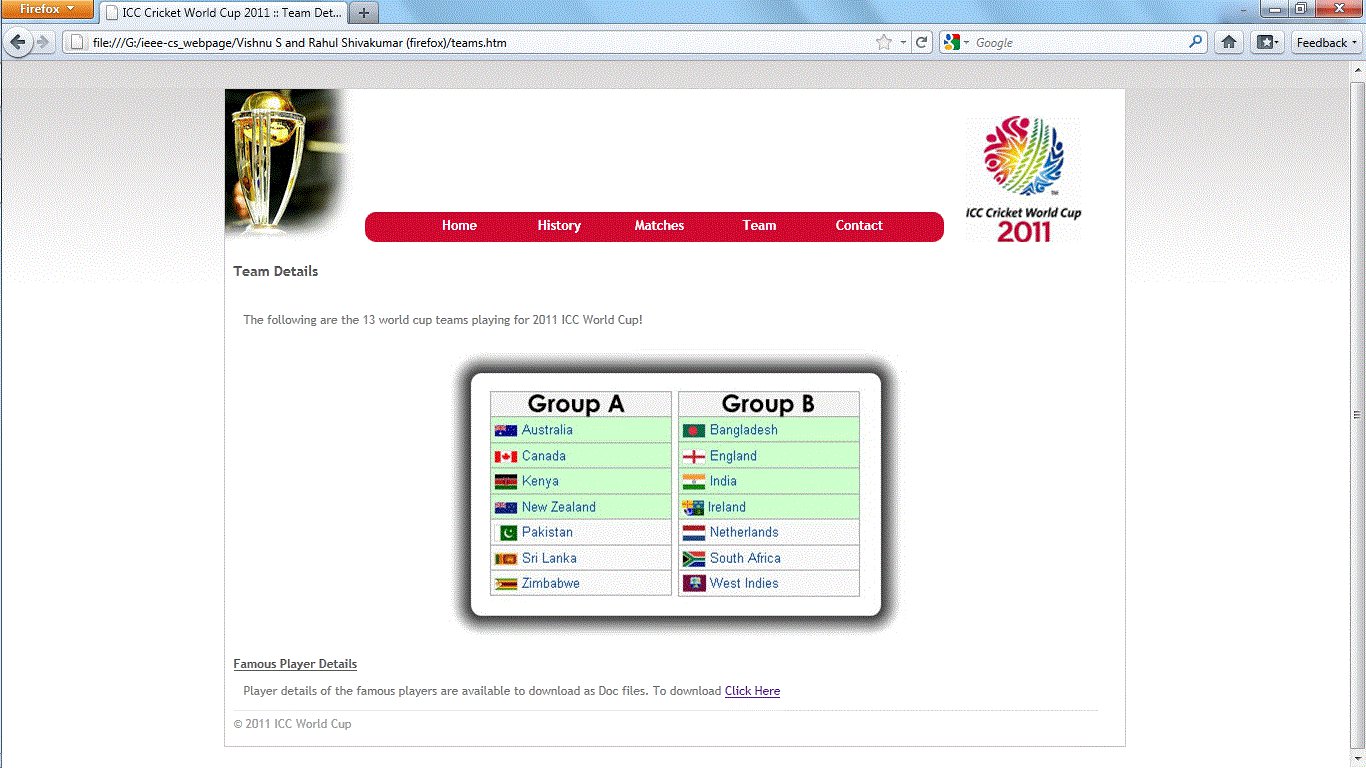 Firefox
ICC Cricket World Cup 2011 :: Team Det...
file:///G:/ieee-cs_webpage/Vishnu S and Rahul Shivakumar (firefox)/teams.htm
Google
Feedback
ICC Cricket World Cup
2011
Home History Matches Team Contact
Team Details
The following are the 13 world cup teams playing for 2011 ICC World Cup!
Group A Group B
Australia Bangladesh
Canada England
Kenya India
New Zealand Ireland
Pakistan Netherlands
Sri Lanka South Africa
Zimbabwe West Indies
Famous Player Details
Player details of the famous players are available to download as Doc files. To download Click Here
© 2011 ICC World Cup